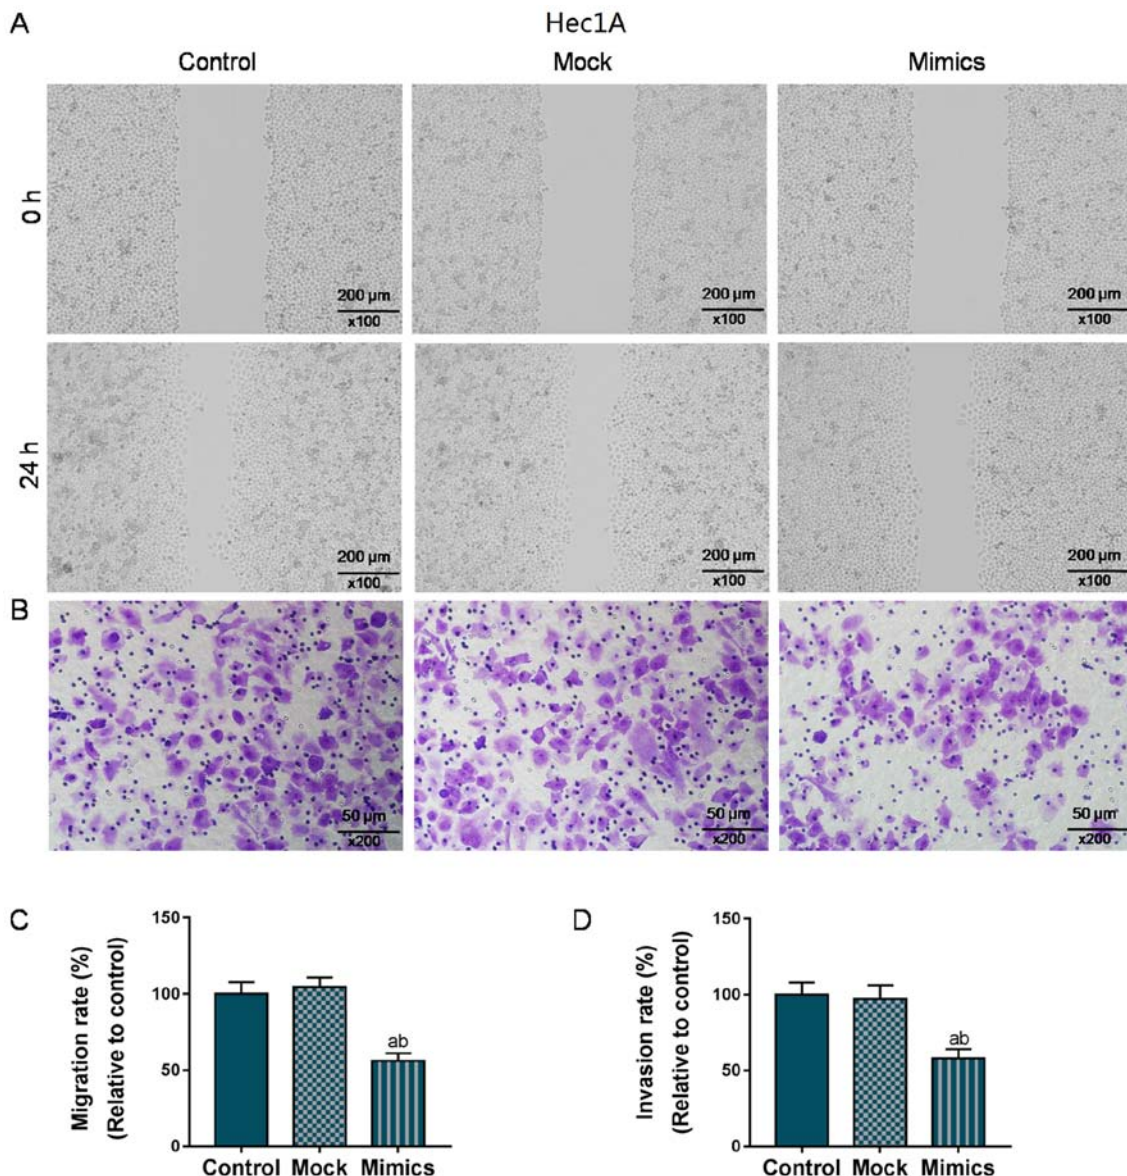 A
Hec1A
Control Mock Mimics
0 h
200 µm 200 µm 200 µm
x100 x100 x100
24 h
200 µm 200 µm 200 µm
x100 x100 x100
B
50 µm 50 µm 50 µm
x200 x200 x200
C
Migration rate (%)
(Relative to control)
150
100
50
0
ab
Control Mock Mimics
D
Invasion rate (%)
(Relative to control)
150
100
50
0
ab
Control Mock Mimics